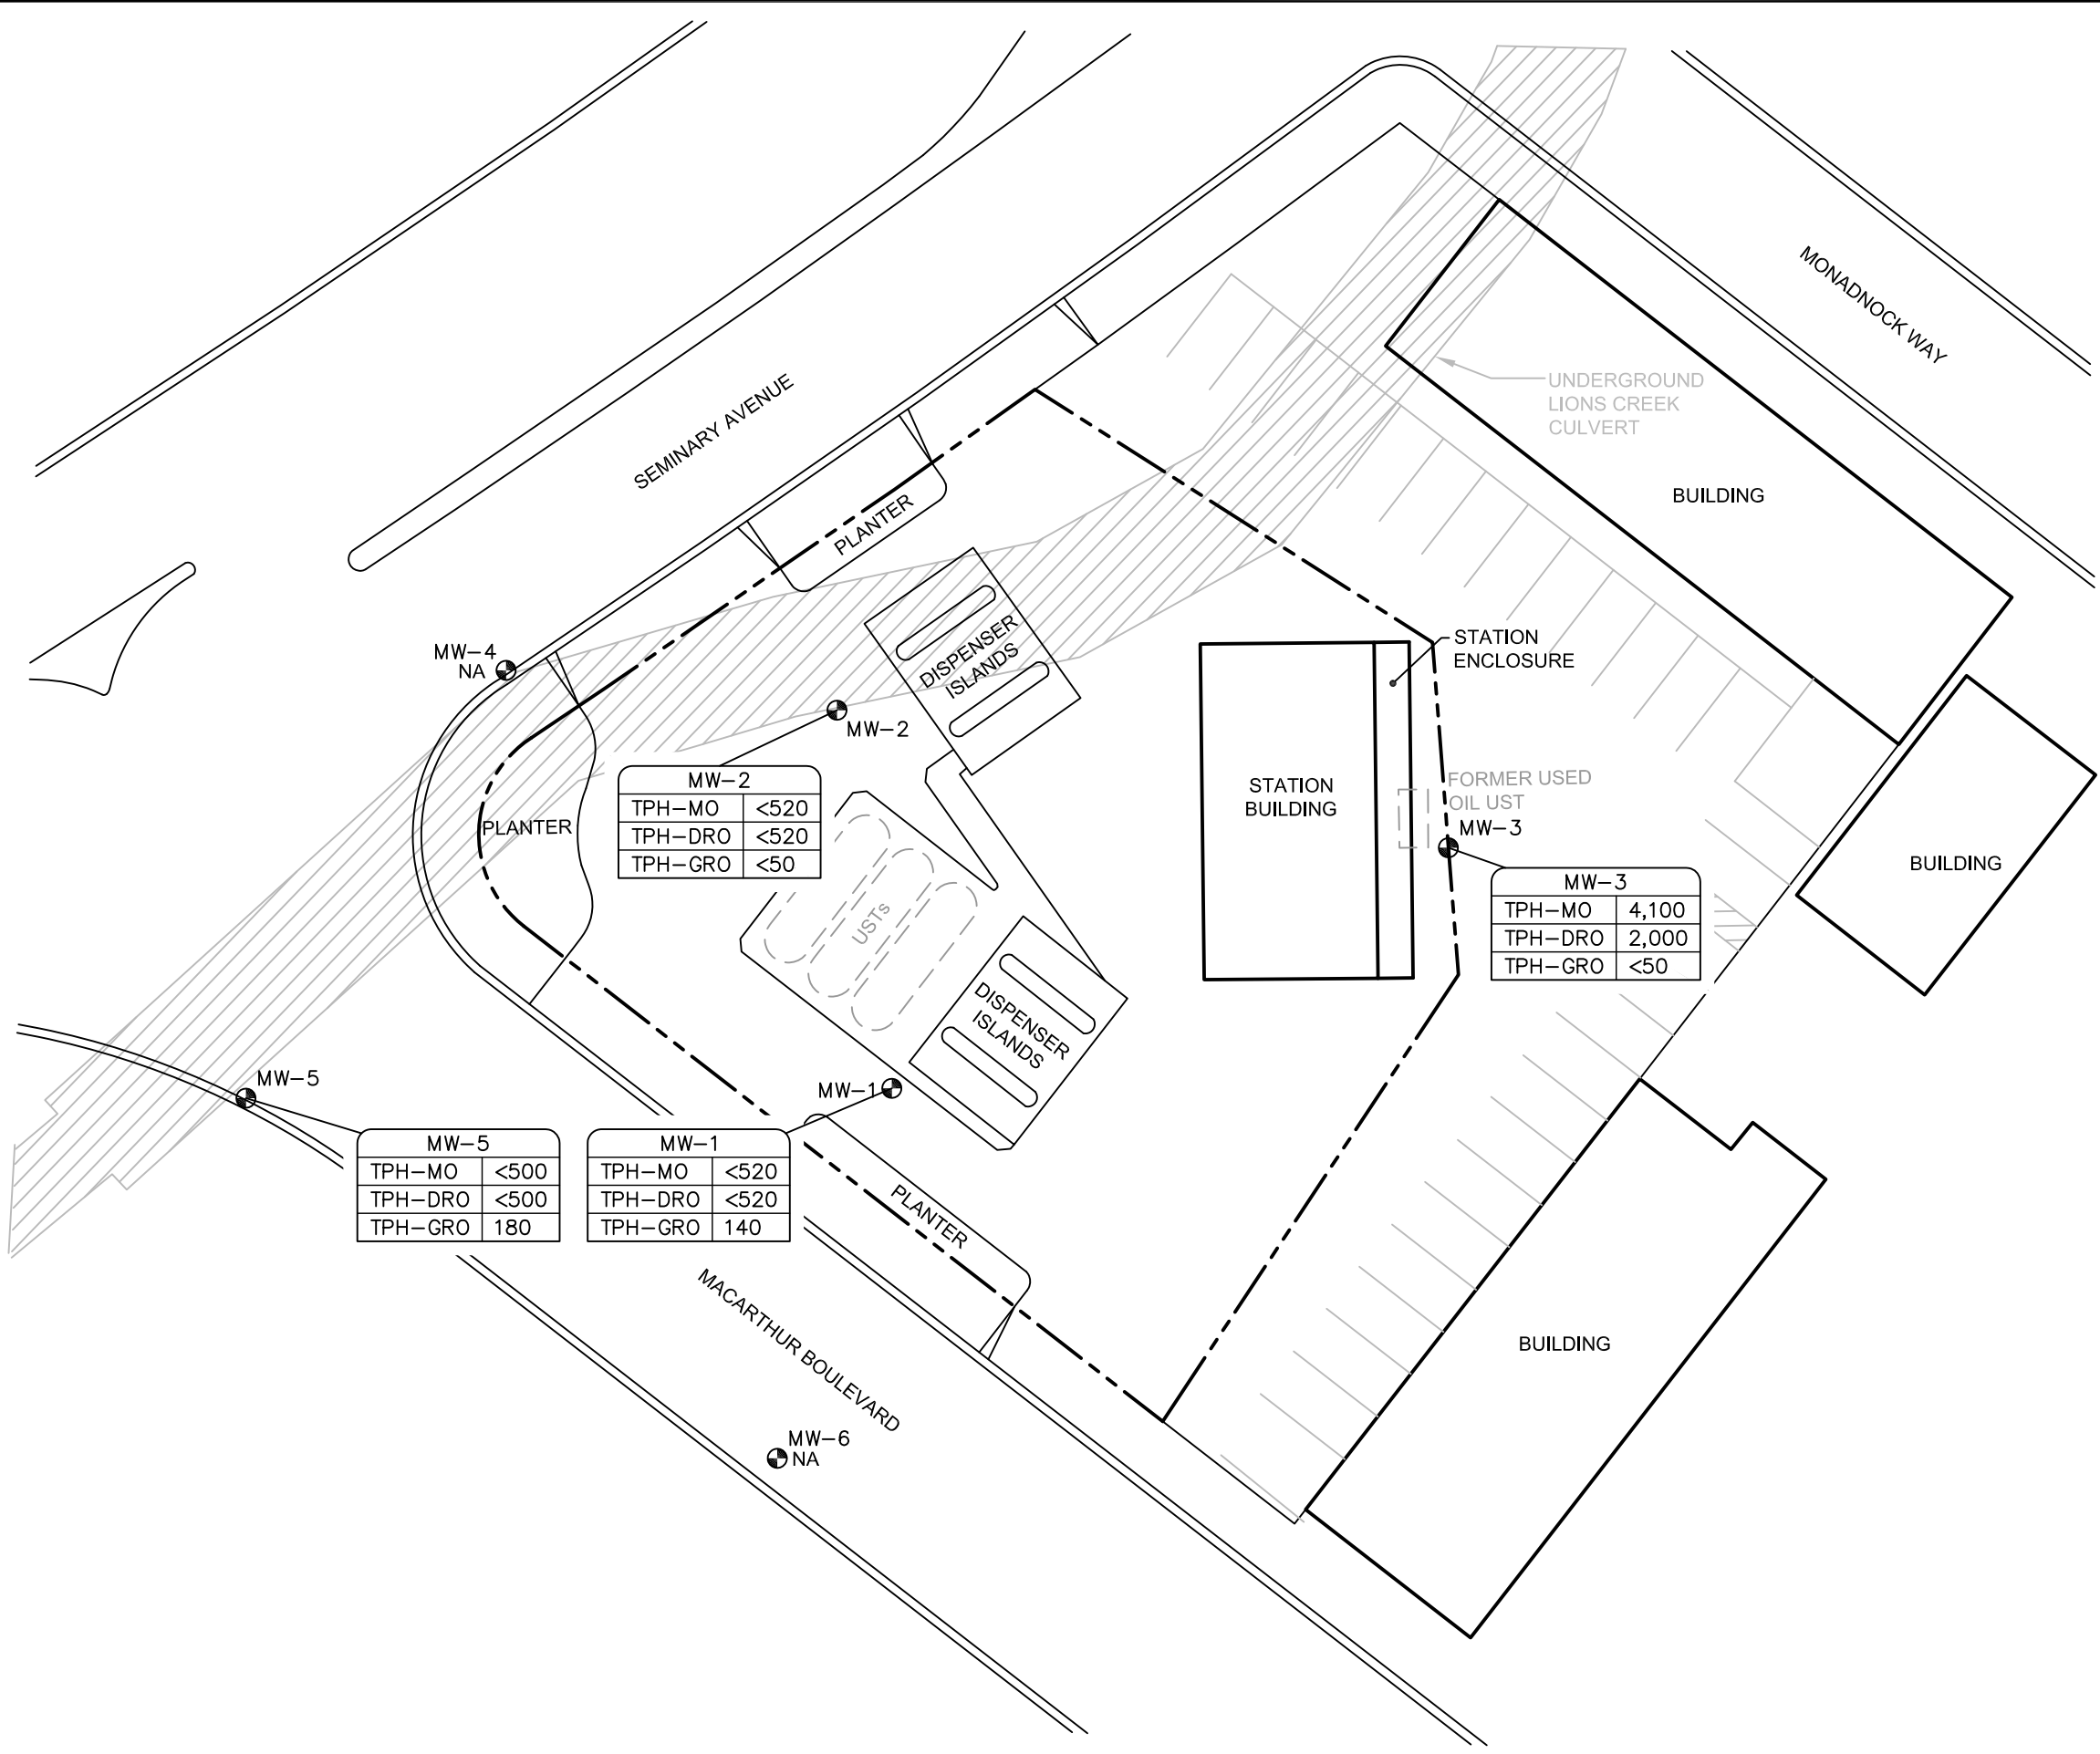 MONADNOCK WAY
UNDERGROUND
LIONS CREEK
CULVERT
SEMINARY AVENUE
BUILDING
PLANTER
DISPENSER
ISLANDS
STATION
ENCLOSURE
MW-4
NA
MW-2
MW-2
TPH-MO <520
TPH-DRO <520
TPH-GRO <50
PLANTER
STATION
BUILDING
FORMER USED
OIL UST
MW-3
MW-3
TPH-MO 4,100
TPH-DRO 2,000
TPH-GRO <50
BUILDING
USTs
DISPENSER
ISLANDS
MW-5
MW-1
MW-5
TPH-MO <500
TPH-DRO <500
TPH-GRO 180
MW-1
TPH-MO <520
TPH-DRO <520
TPH-GRO 140
PLANTER
MACARTHUR BOULEVARD
BUILDING
MW-6
NA